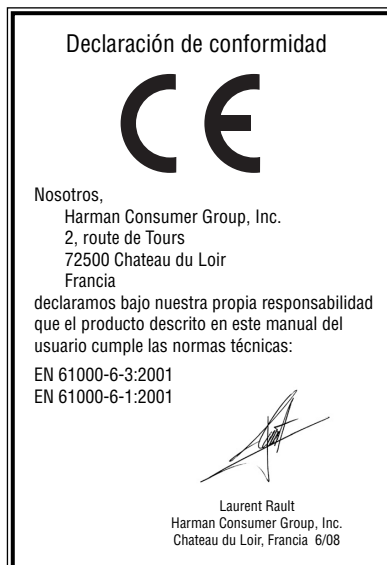 Declaración de conformidad
CE
Nosotros,
Harman Consumer Group, Inc.
2, route de Tours
72500 Chateau du Loir
Francia
declaramos bajo nuestra propia responsabilidad
que el producto descrito en este manual del
usuario cumple las normas técnicas:
EN 61000-6-3:2001
EN 61000-6-1:2001
Laurent Rault
Harman Consumer Group, Inc.
Chateau du Loir, Francia 6/08